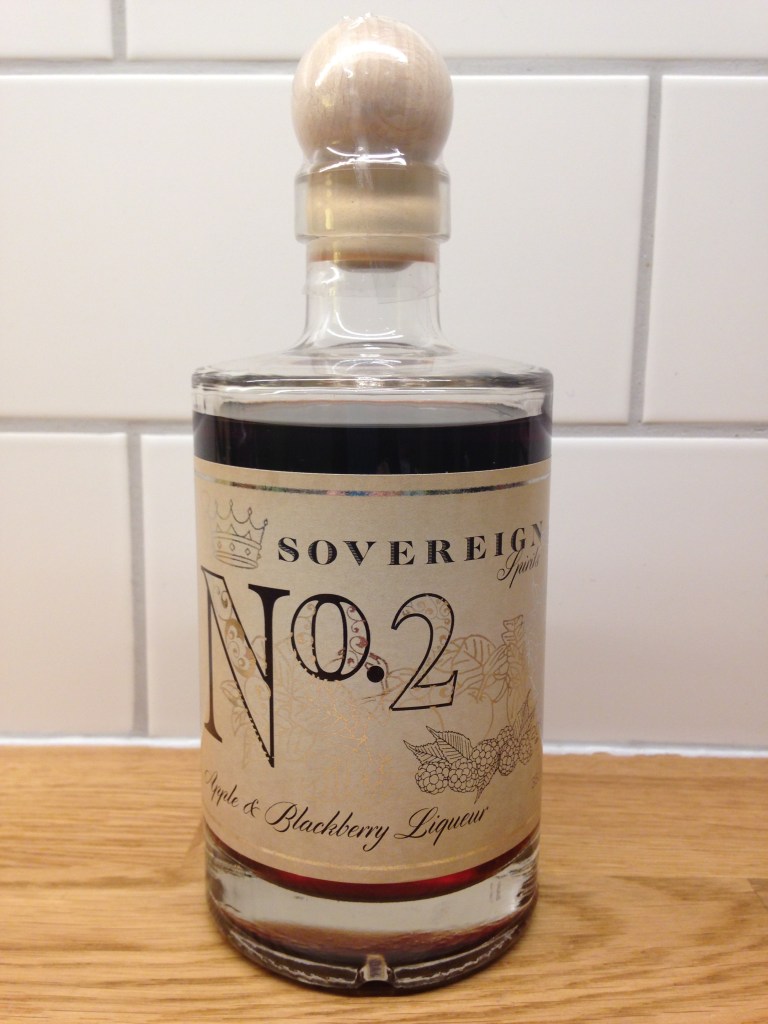 SOVEREIGN
Spirits
No.2
Apple & Blackberry Liqueur